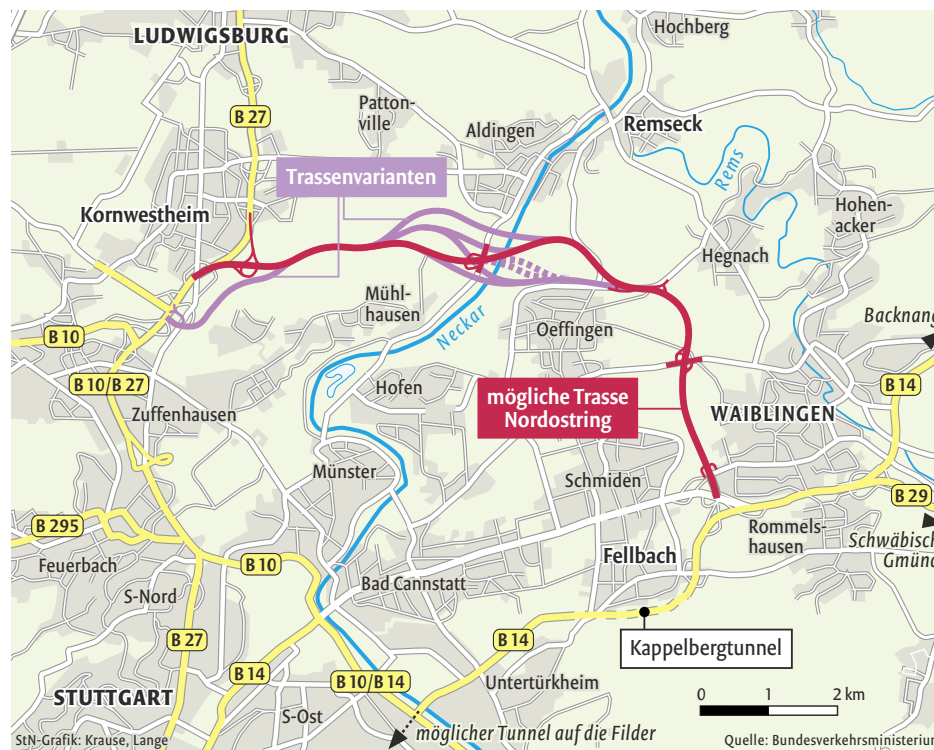 Hochberg
LUDWIGSBURG
Patton-
ville
B 27
Aldingen
Remseck
Trassenvarianten
Rems
Kornwestheim
Hohen-
acker
Hegnach
Mühl-
hausen
Neckar
Oeffingen
Backnang
B 10
B 10/B 27
Hofen
B 14
mögliche Trasse
Nordostring
WAIBLINGEN
Zuffenhausen
Münster
Schmiden
B 29
B 295
Rommels-
hausen
Schwäbisch
Gmünd
Feuerbach
B 10
Fellbach
Bad Cannstatt
S-Nord
B 27
B 14
Kappelbergtunnel
B 14
B 10/B 14
Untertürkheim
STUTTGART
0 1 2 km
S-Ost
möglicher Tunnel auf die Filder
StN-Grafik: Krause, Lange
Quelle: Bundesverkehrsministerium